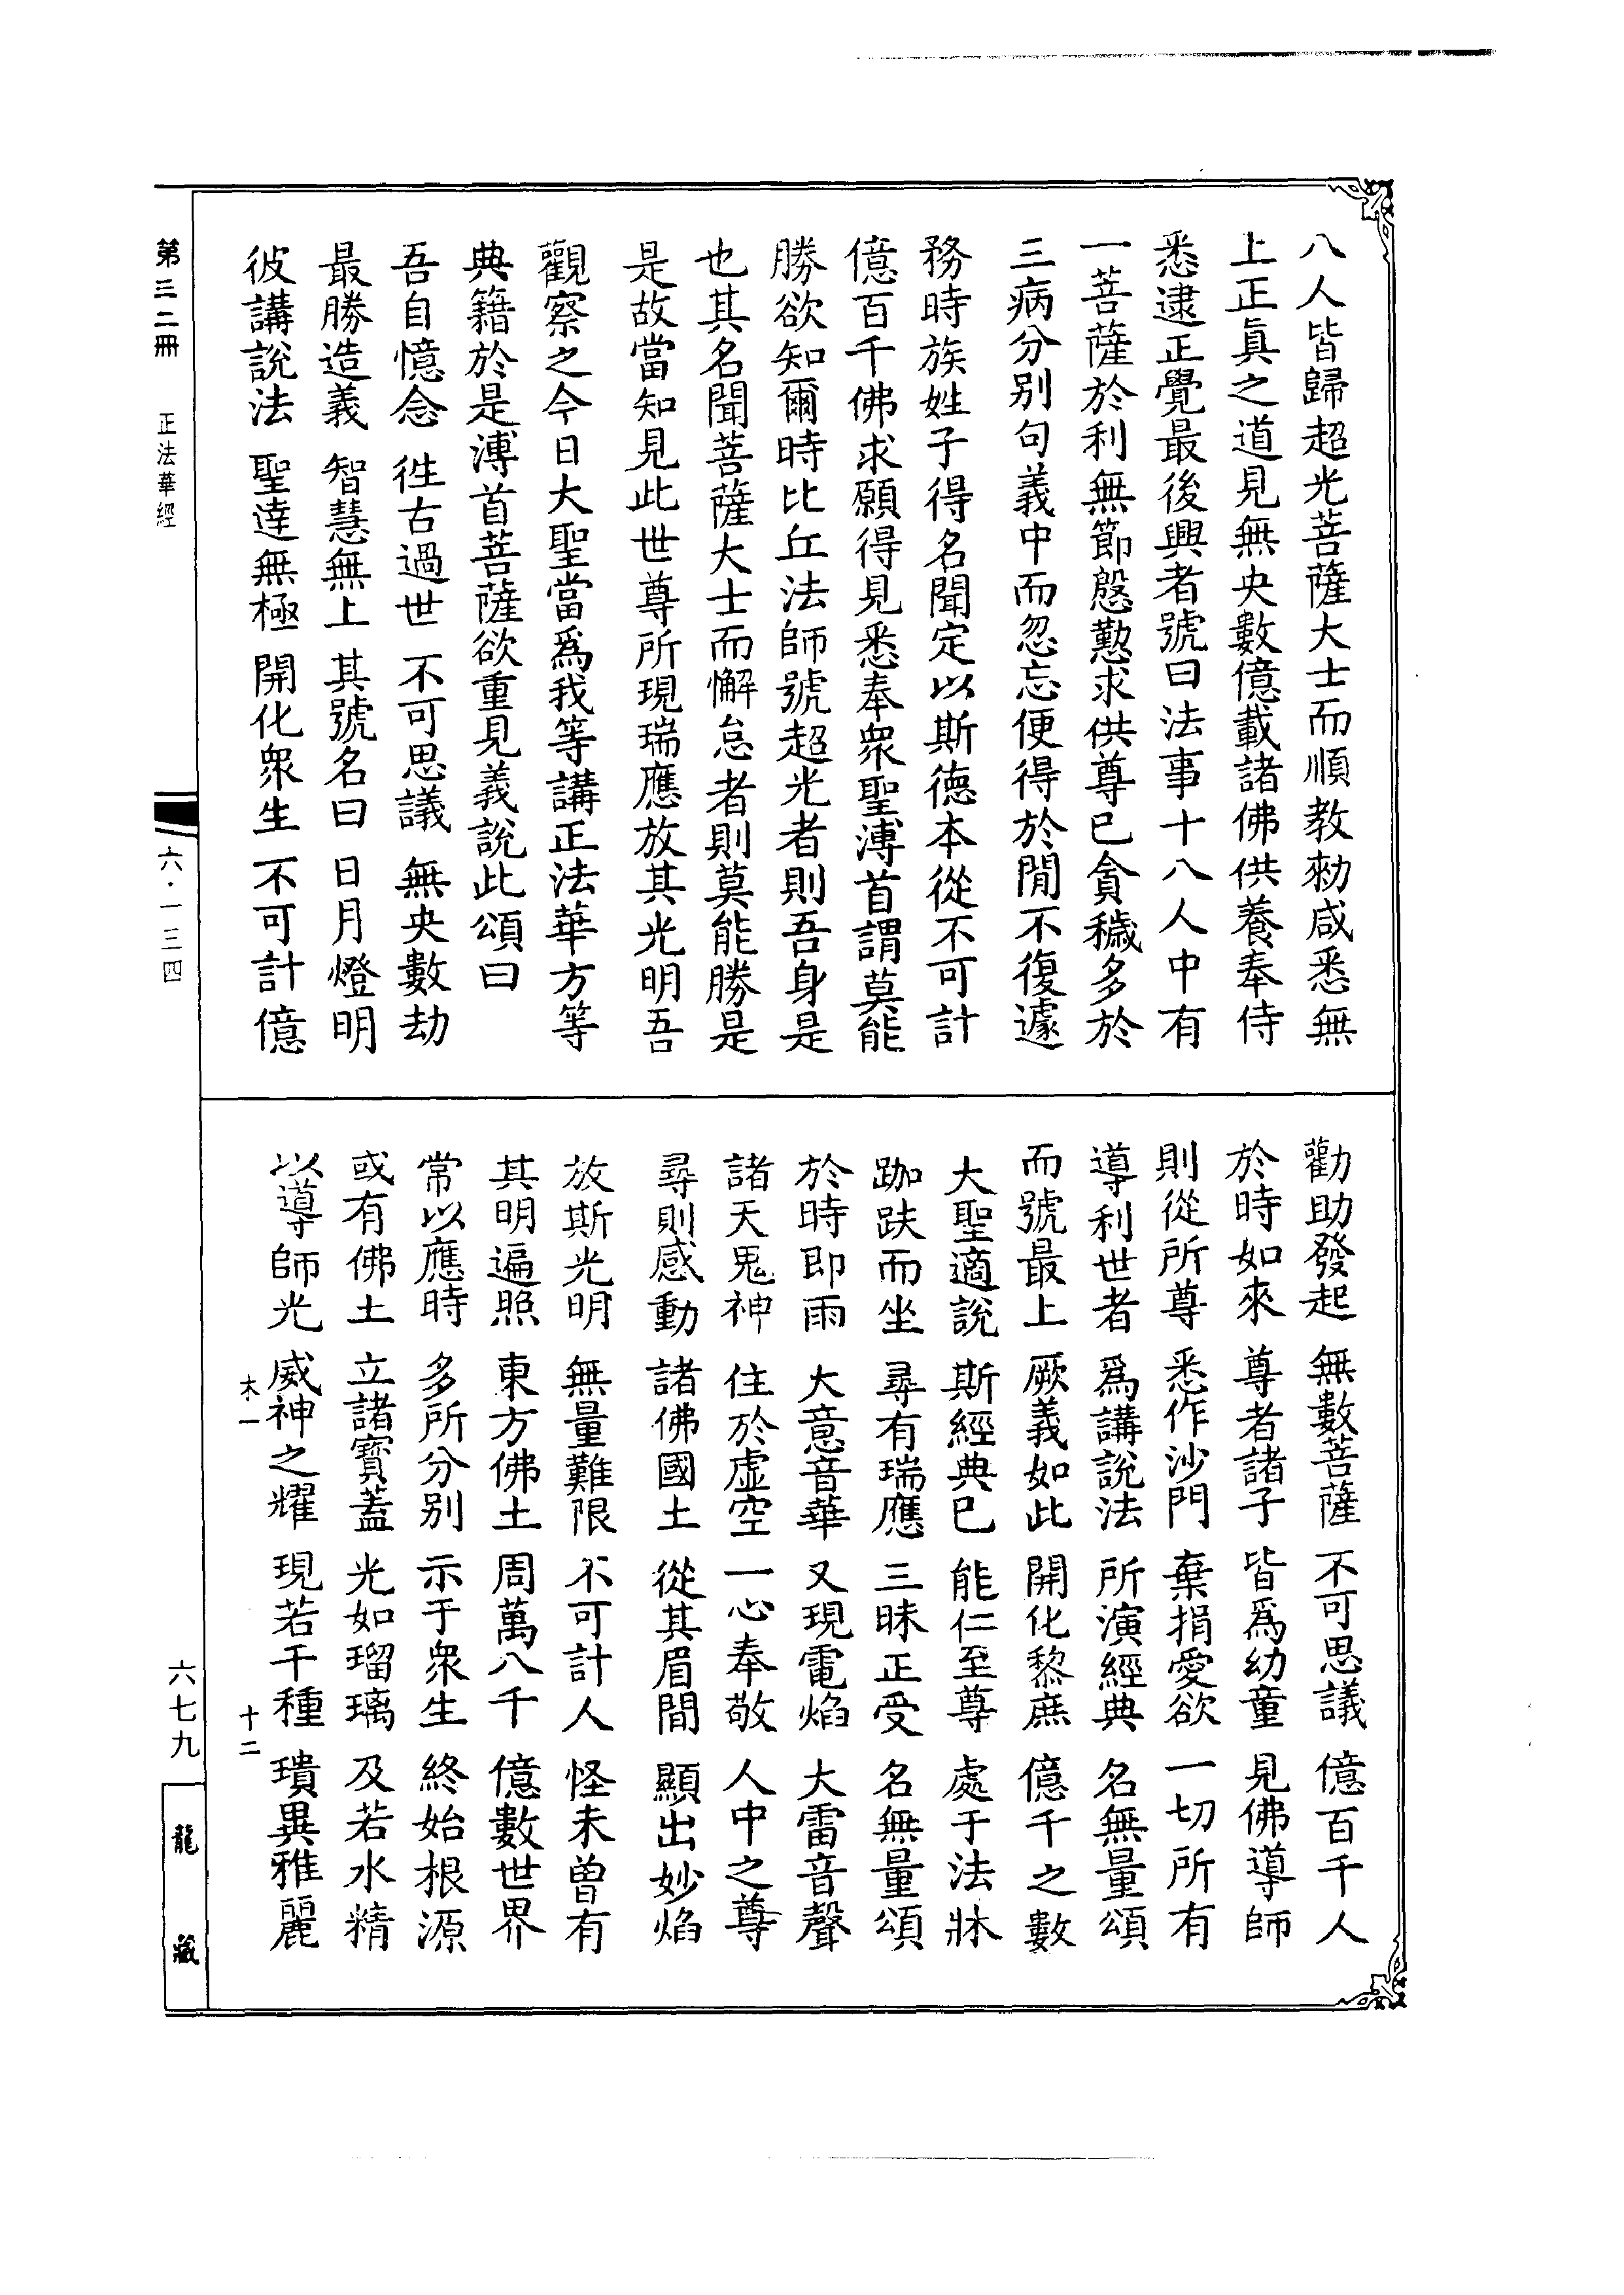 八人皆歸超光菩薩大士而順教勑咸悉無
上正眞之道見無央數億載諸佛供養奉侍
悉逮正覺最後興者號曰法事十八人中有
一菩薩於利無節慇懃求供尊已貪穢多於
三病分别句義中而忽忘便得於閒不復遽
務時族姓子得名聞定以斯德本從不可計
億百千佛求願得見悉奉衆聖溥首謂莫能
勝欲知爾時比丘法師號超光者則吾身是
也其名聞菩薩大士而懈怠者則莫能勝是
是故當知見此世尊所現瑞應放其光明吾
觀察之今日大聖當爲我等講正法華方等
典籍於是溥首菩薩欲重見義說此頌曰
吾自憶念　徃古過世　不可思議　無央數劫
最勝造義　智慧無上　其號名曰　日月燈明
彼講說法　聖達無極　開化衆生　不可計億
勸助發起　無數菩薩　不可思議　億百千人
於時如來　尊者諸子　皆爲幼童　見佛導師
則從所尊　悉作沙門　棄捐愛欲　一切所有
導利世者　爲講說法　所演經典　名無量頌
而號最上　厥義如此　開化黎庶　億千之數
大聖適說　斯經典已　能仁至尊　處于法牀
跏趺而坐　尋有瑞應　三昧正受　名無量頌
於時即雨　大意音華　又現電焰　大雷音聲
諸天鬼神　住於虛空　一心奉敬　人中之尊
尋則感動　諸佛國土　從其眉間　顯出妙焰
放斯光明　無量難限　不可計人　怪未曾有
其明遍照　東方佛土　周萬八千　億數世界
常以應時　多所分别　示于衆生　終始根源
或有佛土　立諸寶蓋　光如瑠璃　及若水精
以導師光　威神之耀　現若干種　瓌異雅麗
木一　十二
第三二冊　正法華經　六·一三四
六七九
龍藏